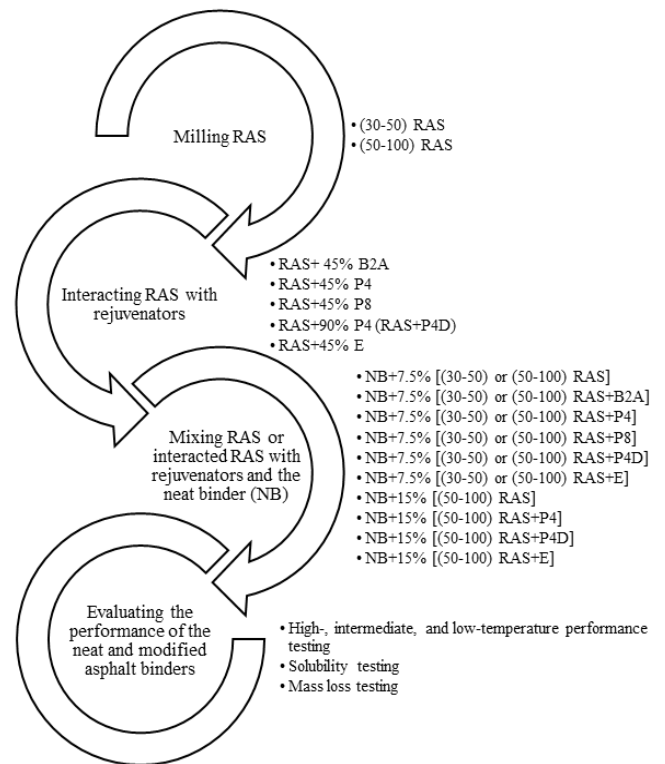 Milling RAS
• (30-50) RAS
• (50-100) RAS
Interacting RAS with
rejuvenators
• RAS+ 45% B2A
• RAS+45% P4
• RAS+45% P8
• RAS+90% P4 (RAS+P4D)
• RAS+45% E
Mixing RAS or
interacted RAS with
rejuvenators and the
neat binder (NB)
• NB+7.5% [(30-50) or (50-100) RAS]
• NB+7.5% [(30-50) or (50-100) RAS+B2A]
• NB+7.5% [(30-50) or (50-100) RAS+P4]
• NB+7.5% [(30-50) or (50-100) RAS+P8]
• NB+7.5% [(30-50) or (50-100) RAS+P4D]
• NB+7.5% [(30-50) or (50-100) RAS+E]
• NB+15% [(50-100) RAS]
• NB+15% [(50-100) RAS+P4]
• NB+15% [(50-100) RAS+P4D]
• NB+15% [(50-100) RAS+E]
Evaluating the
performance of the
neat and modified
asphalt binders
• High-, intermediate, and low-temperature performance
testing
• Solubility testing
• Mass loss testing